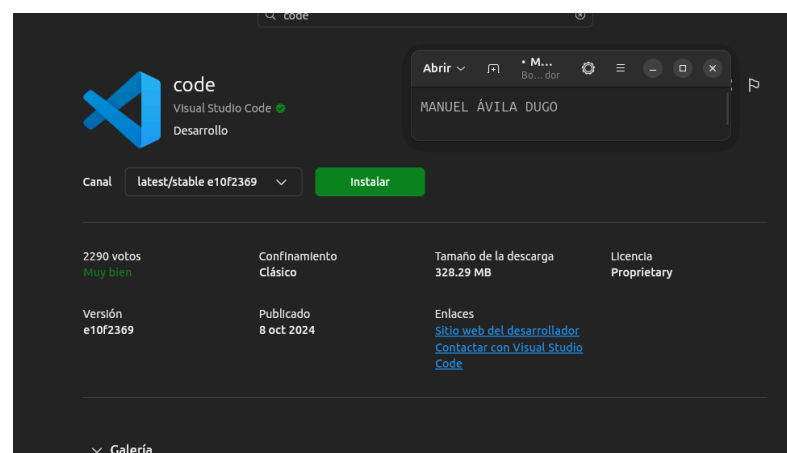 code
code
Visual Studio Code
Desarrollo
Abrir
• M...
Bo...dor
MANUEL ÁVILA DUGO
Canal
latest/stable e10f2369
Instalar
2290 votos
Muy bien
Confinamiento
Clásico
Tamaño de la descarga
328.29 MB
Licencia
Proprietary
Versión
e10f2369
Publicado
8 oct 2024
Enlaces
Sitio web del desarrollador
Contactar con Visual Studio
Code
Galería